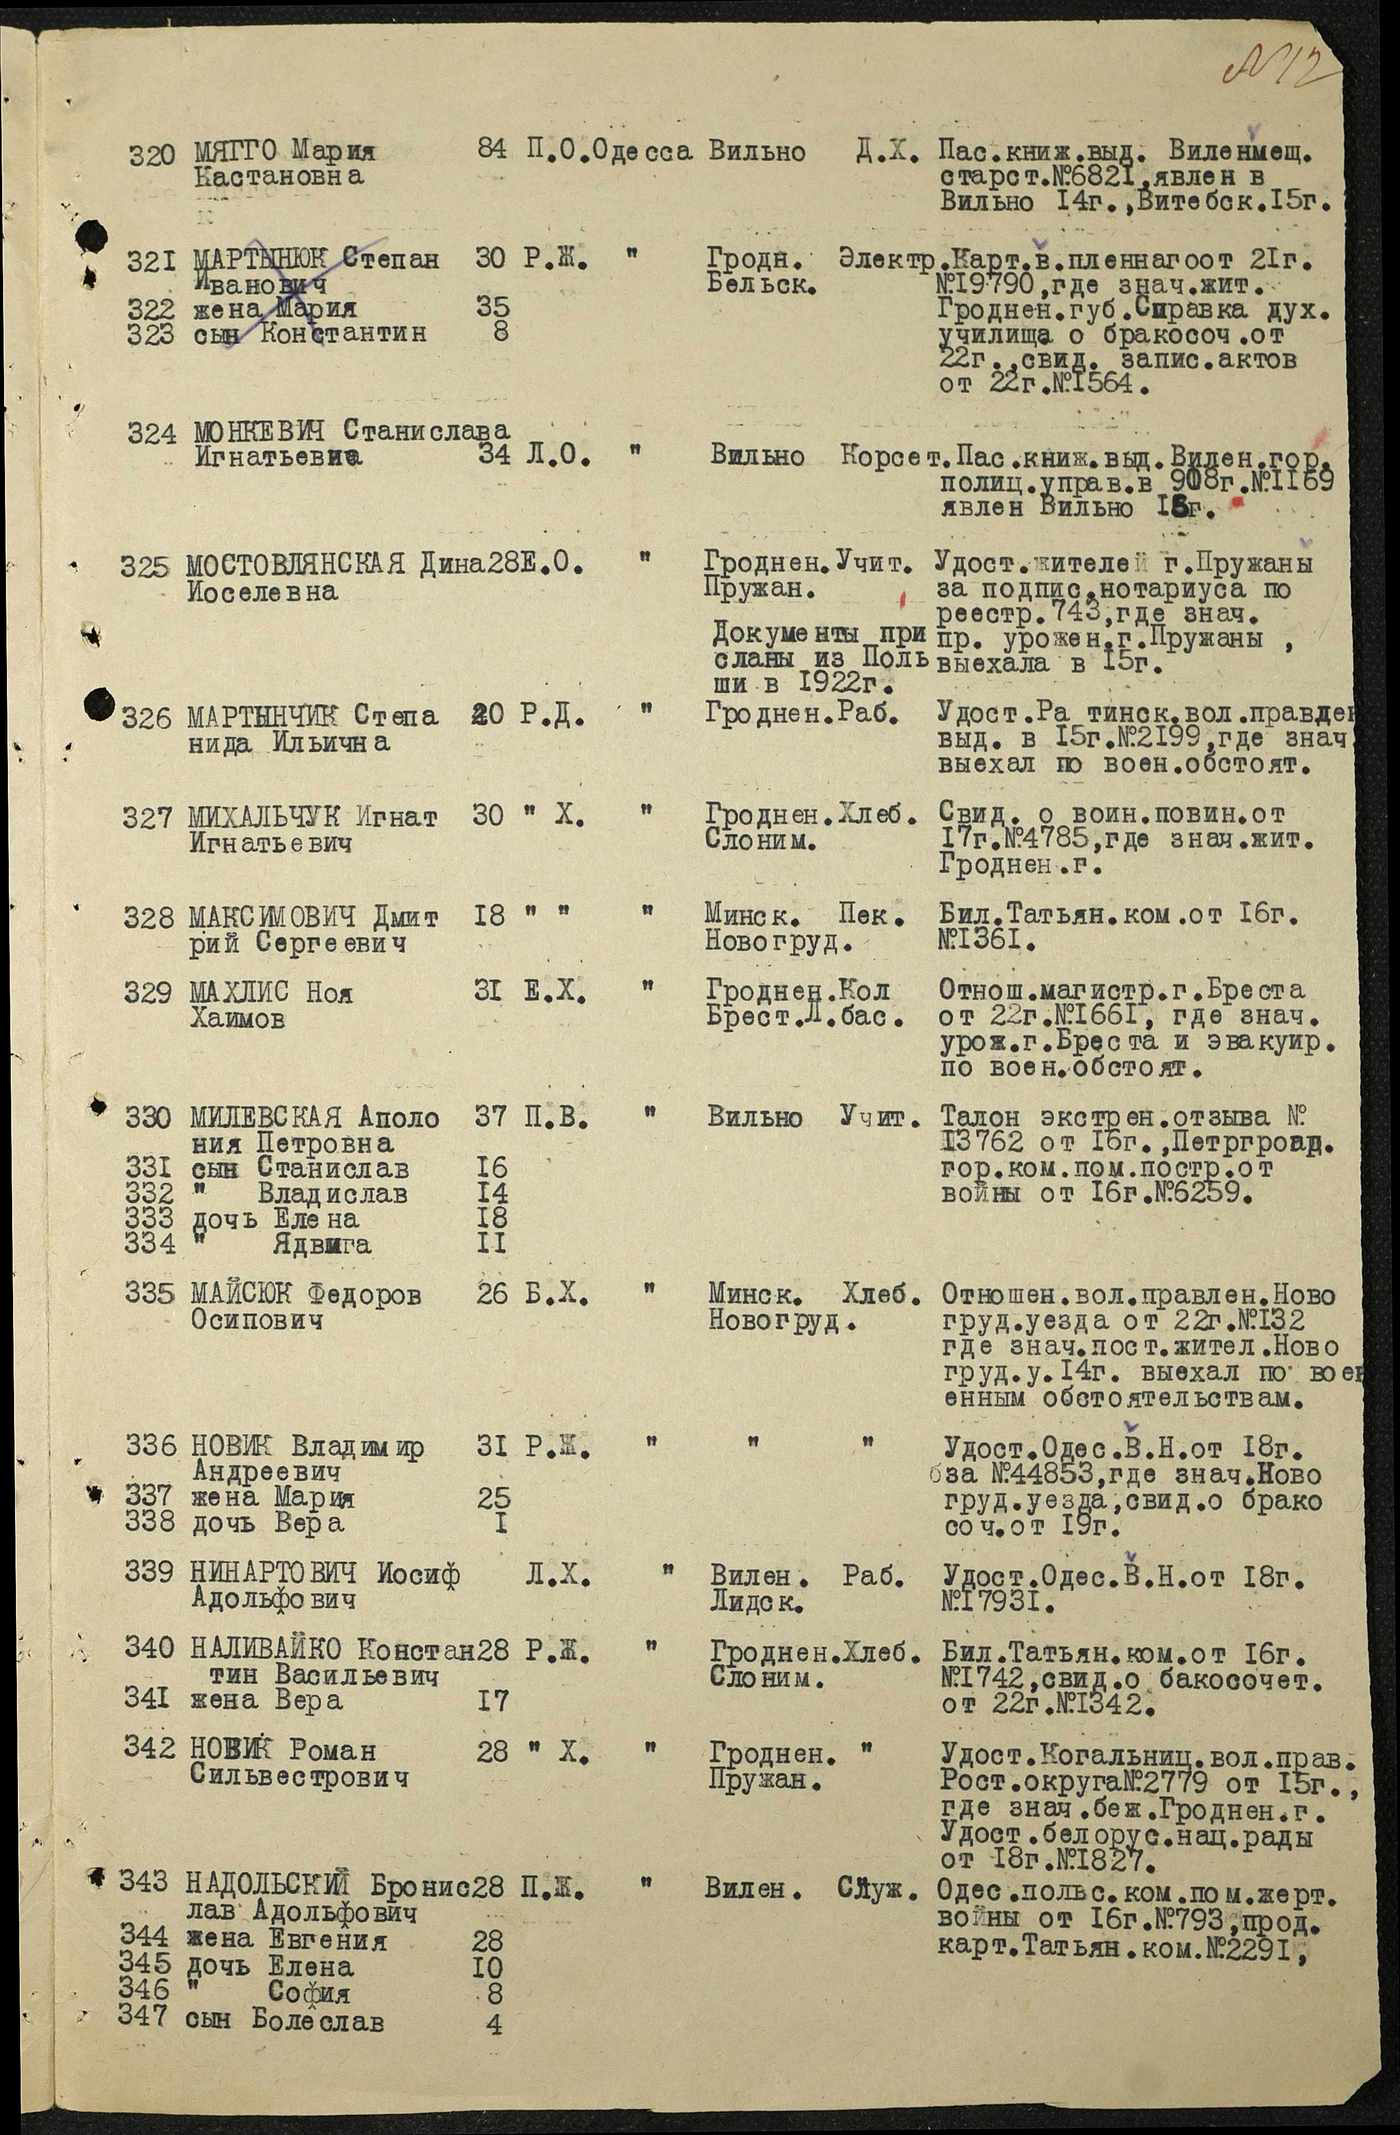 №12
320 МЯГГО Мария 84 П.О.Одесса Вильно Д.Х. Пас.книж.выд. Виленмещ.
Кастановна старст.№6821,явлен в
Вильно 14г.,Витебск.15г.
321 МАРТЫНЮК Степан 30 Р.Ж. " Гродн. Электр.Карт.в.пленнагоот 21г.
Иванович Бельск. №19790,где знач.жит.
322 жена Мария 35 Гроднен.губ.Справка дух.
323 сын Константин 8 училища о бракосоч.от
22г.,свид. запис.актов
от 22г.№1564.
324 МОНКЕВИЧ Станислава
Игнатьевна 34 Л.О. " Вильно Корсет.Пас.книж.выд.Вилен.гор.
полиц.управ.в 908г.№1169
явлен Вильно 15г.
325 МОСТОВЛЯНСКАЯ Дина28Е.О. " Гроднен.Учит. Удост.жителей г.Пружаны
Иоселевна Пружан. за подпис.нотариуса по
реестр.743,где знач.
Документы при пр. урожен.г.Пружаны ,
сланы из Поль выехала в 15г.
ши в 1922г.
326 МАРТЫНЧИК Степа 20 Р.Д. " Гроднен.Раб. Удост.Ра тинск.вол.правлен
нида Ильична выд. в 15г.№2199,где знач.
выехал по воен.обстоят.
327 МИХАЛЬЧУК Игнат 30 " Х. " Гроднен.Хлеб. Свид. о воин.повин.от
Игнатьевич Слоним. 17г.№4785,где знач.жит.
Гроднен.г.
328 МАКСИМОВИЧ Дмит 18 " " " Минск. Пек. Бил.Татьян.ком.от 16г.
рий Сергеевич Новогруд. №1361.
329 МАХЛИС Ноя 31 Е.Х. " Гроднен.Кол Отнош.магистр.г.Бреста
Хаимов Брест.Л.бас. от 22г.№1661, где знач.
урож.г.Бреста и эвакуир.
по воен.обстоят.
330 МИЛЕВСКАЯ Аполо 37 П.В. " Вильно Учит. Талон экстрен.отзыва №
ния Петровна 13762 от 16г.,Петргроад.
331 сын Станислав 16 гор.ком.пом.постр.от
332 " Владислав 14 войны от 16г.№6259.
333 дочь Елена 18
334 " Ядвига 11
335 МАЙСЮК Федоров 26 Б.Х. " Минск. Хлеб. Отношен.вол.правлен.Ново
Осипович Новогруд. груд.уезда от 22г.№132
где знач.пост.жител.Ново
груд.у.14г. выехал по воен
енным обстоятельствам.
336 НОВИК Владимир 31 Р.Ж. " " " Удост.Одес.В.Н.от 18г.
Андреевич за №44853,где знач.Ново
337 жена Мария 25 груд.уезда,свид.о брако
338 дочь Вера 1 соч.от 19г.
339 НИНАРТОВИЧ Иосиф Л.Х. " Вилен. Раб. Удост.Одес.В.Н.от 18г.
Адольфович Лидск. №17931.
340 НАЛИВАЙКО Констан28 Р.Ж. " Гроднен.Хлеб. Бил.Татьян.ком.от 16г.
тин Васильевич Слоним. №1742,свид.о бакосочет.
341 жена Вера 17 от 22г.№1342.
342 НОВИК Роман 28 " Х. " Гроднен. " Удост.Когальниц.вол.прав.
Сильвестрович Пружан. Рост.округа№2779 от 15г.,
где знач.беж.Гроднен.г.
Удост.белорус.нац.рады
от 18г.№1827.
343 НАДОЛЬСКИЙ Бронис28 П.Ж. " Вилен. Служ. Одес.польс.ком.пом.жерт.
лав Адольфович войны от 16г.№793,прод.
344 жена Евгения 28 карт.Татьян.ком.№2291,
345 дочь Елена 10
346 " София 8
347 сын Болеслав 4